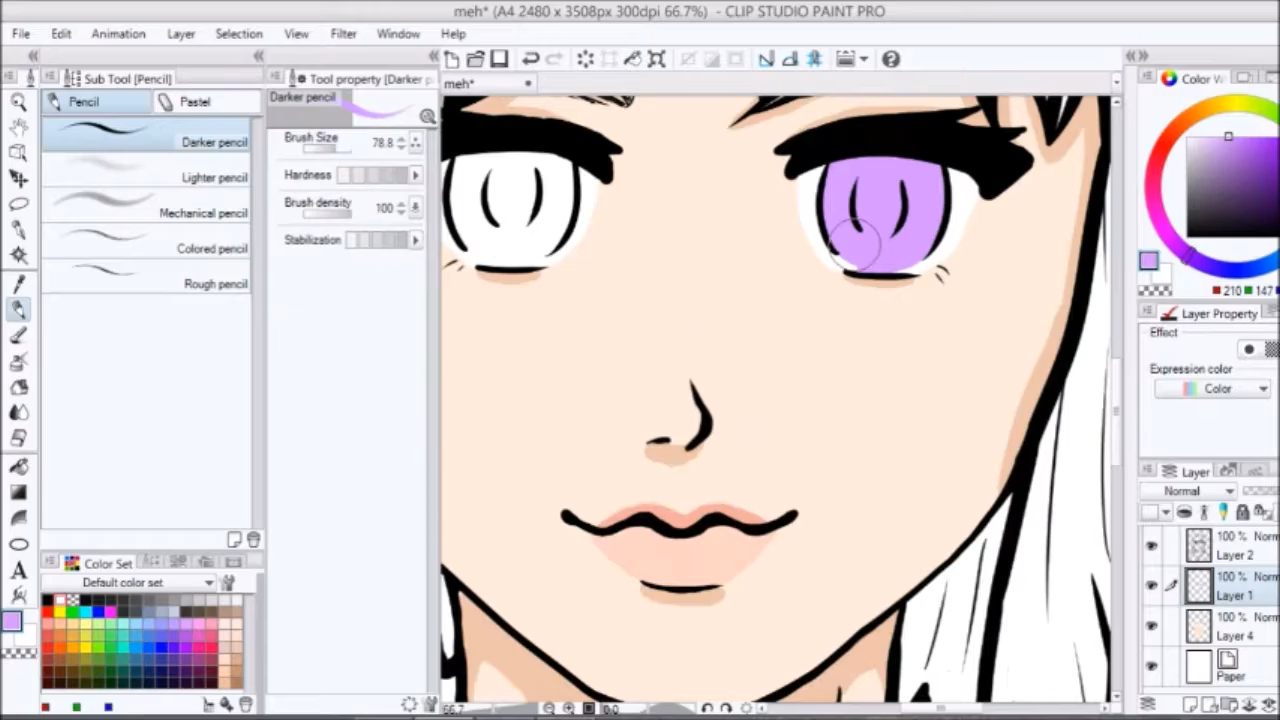 meh* (A4 2480 x 3508px 300dpi 66.7%) - CLIP STUDIO PAINT PRO
File Edit Animation Layer Selection View Filter Window Help
Sub Tool [Pencil]
Tool property [Darker p
Color W
meh*
Pencil
Pastel
Darker pencil
Darker pencil
Lighter pencil
Mechanical pencil
Colored pencil
Rough pencil
Brush Size 78.8
Hardness
Brush density 100
Stabilization
210 147
Layer Property
Effect
Expression color
Color
Layer
Normal
100 % Norm
Layer 2
100 % Norm
Layer 1
100 % Norm
Layer 4
Paper
Color Set
Default color set
A
66.7
0.0